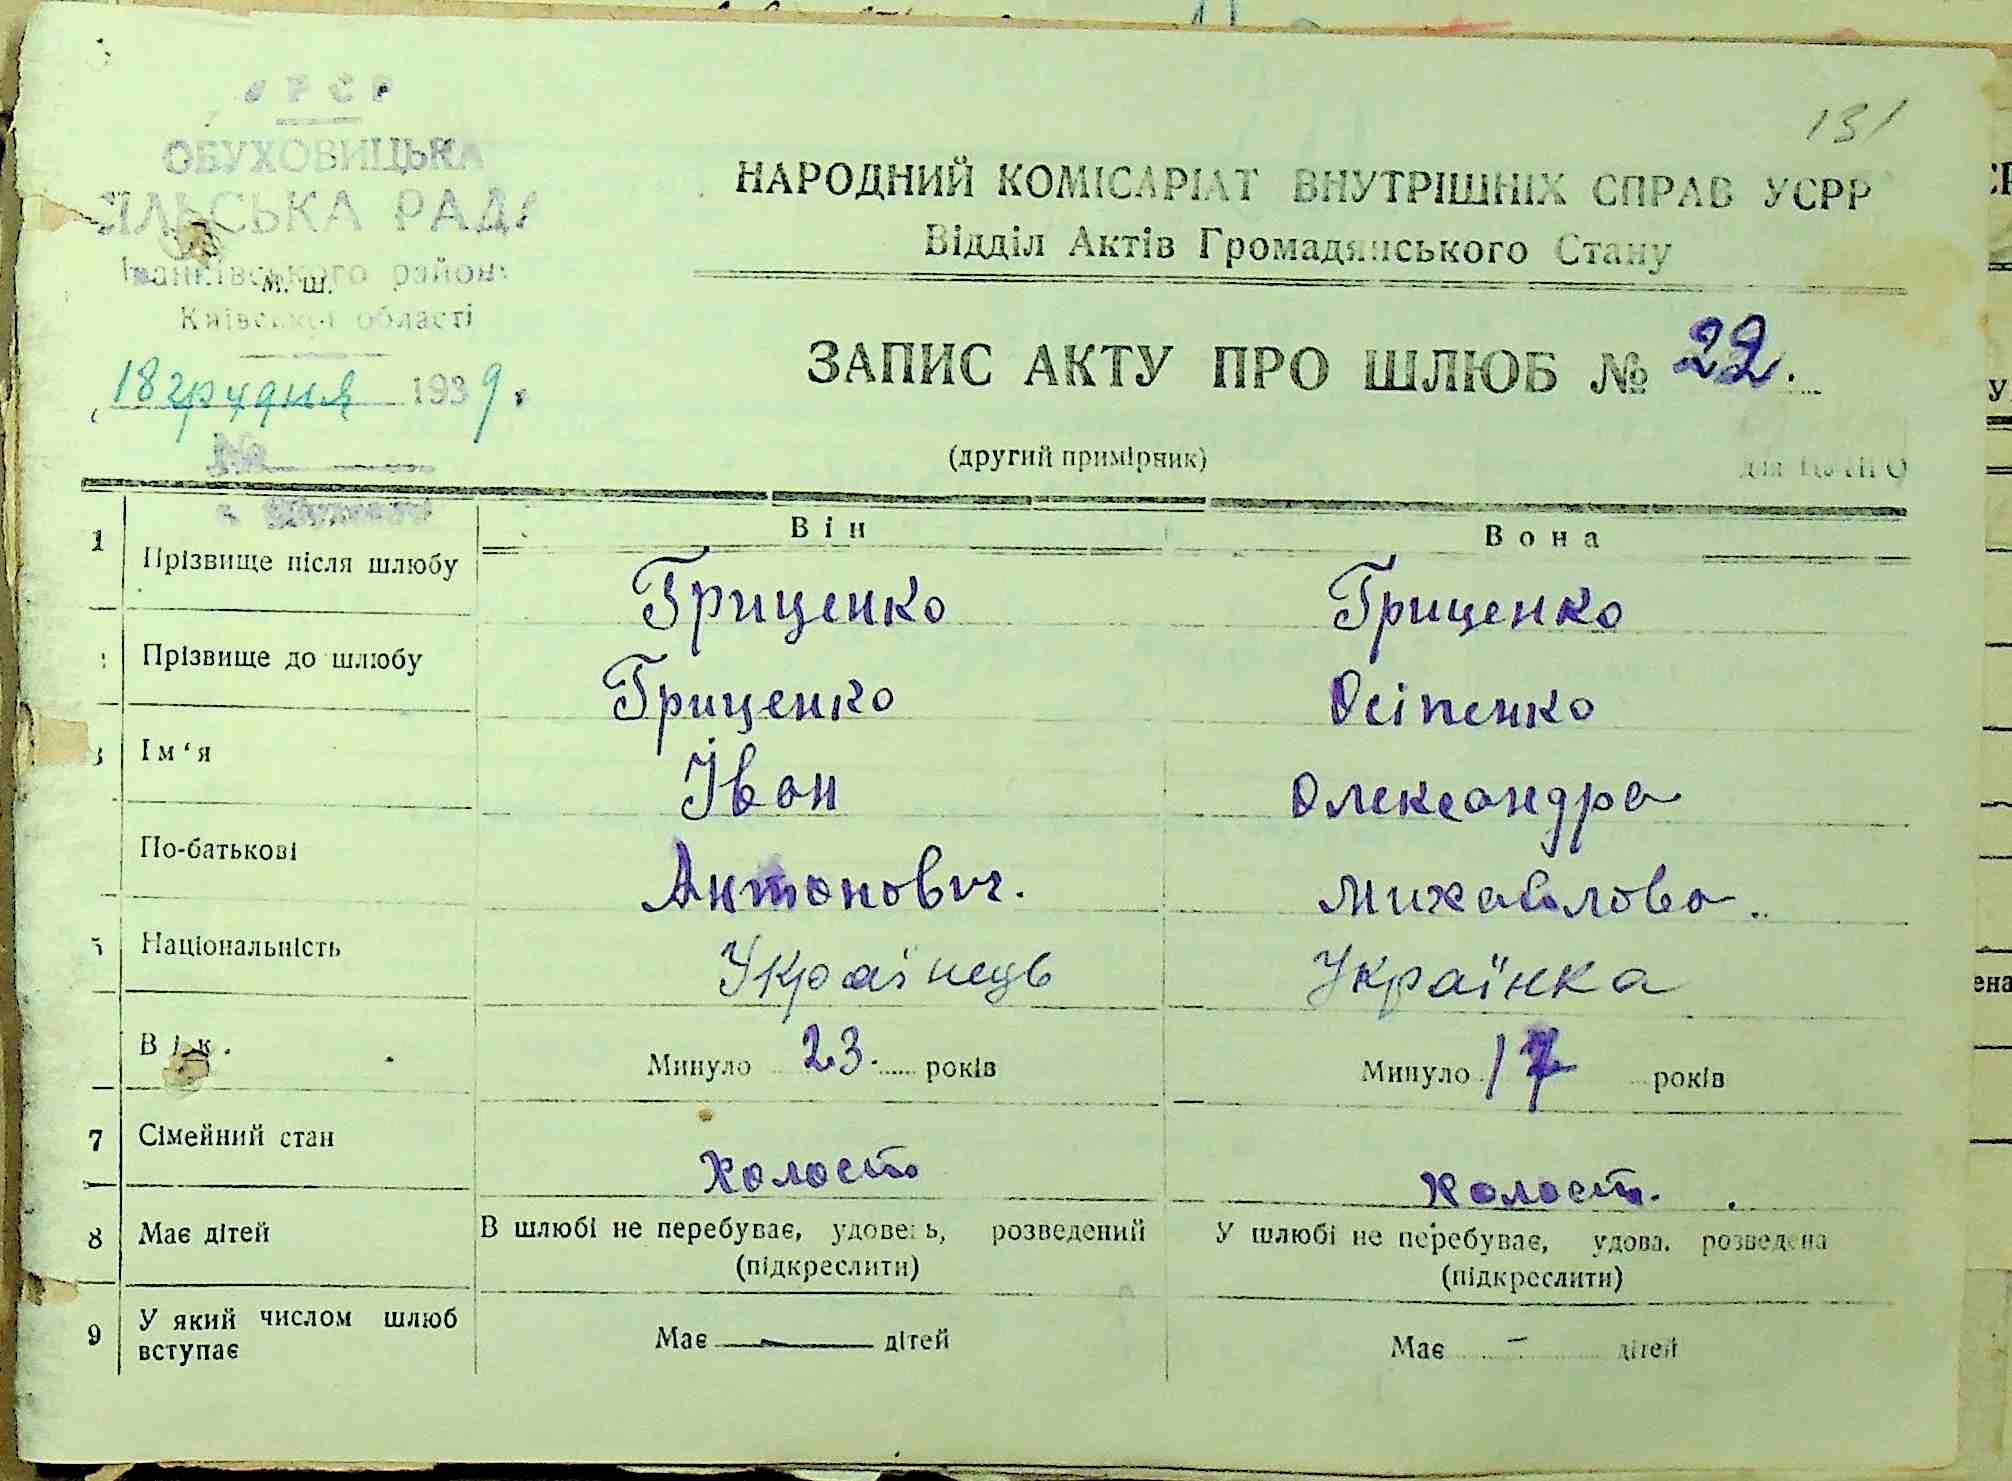 УРСР
131
ОБУХОВИЦЬКА
СІЛЬСЬКА РАДА
Іванківського району
м. ш.
Київської області
18 грудня 1939 г.
№
НАРОДНИЙ КОМІСАРІАТ ВНУТРІШНІХ СПРАВ УСРР
Відділ Актів Громадянського Стану
ЗАПИС АКТУ ПРО ШЛЮБ № 22.
(другий примірник)
Він Вона
1 Прізвище після шлюбу Гриценко Гриценко
Прізвище до шлюбу Гриценко Осіпенко
3 Ім‘я Іван Олександра
По-батькові Антонович. Михайлова
5 Національність Українець Українка
Вік. Минуло 23. років Минуло 17 років
7 Сімейний стан холост холост.
8 Має дітей В шлюбі не перебуває, удовець, розведений У шлюбі не перебуває, удова, розведена
(підкреслити) (підкреслити)
9 У який числом шлюб вступає Має — дітей Має - дітей